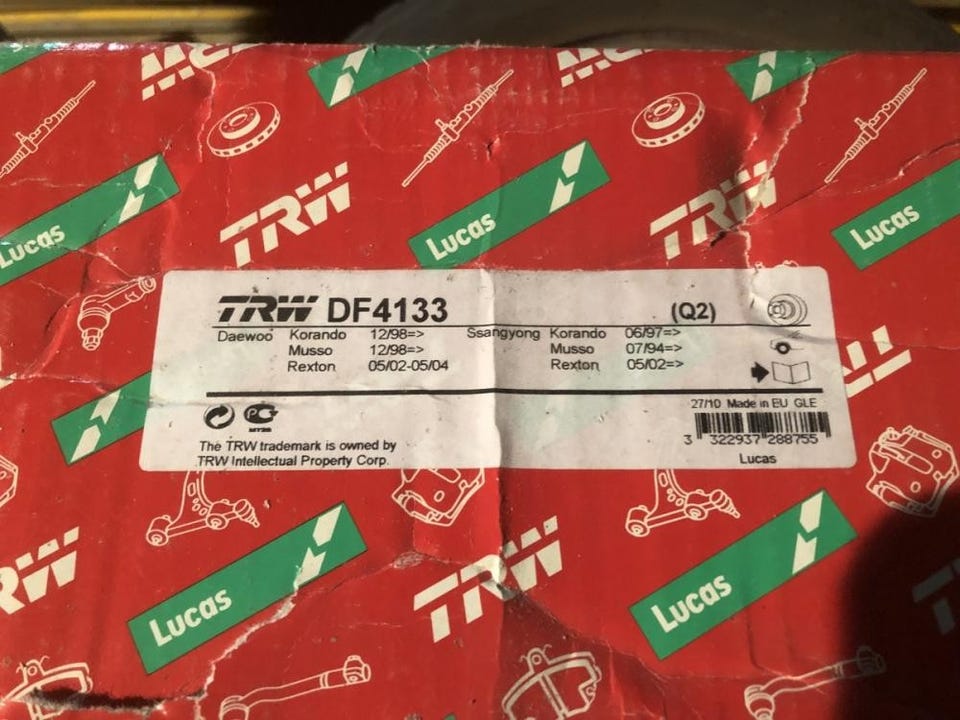 TRW
Lucas
Lucas
Lucas
TRW
TRW
TRW DF4133 (Q2)
Daewoo Korando 12/98=> Ssangyong Korando 06/97=>
Musso 12/98=> Musso 07/94=>
Rexton 05/02-05/04 Rexton 05/02=>
27/10 Made in EU GLE
The TRW trademark is owned by
TRW Intellectual Property Corp.
3 322937 288755
Lucas
TRW
Lucas
TRW
Lucas